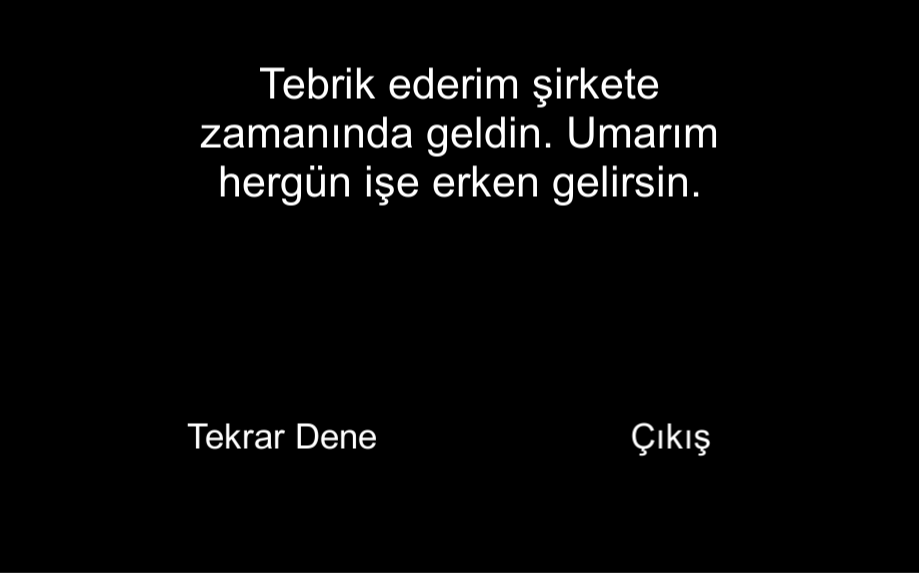 Tebrik ederim şirkete
zamanında geldin. Umarım
hergün işe erken gelirsin.
Tekrar Dene
Çıkış